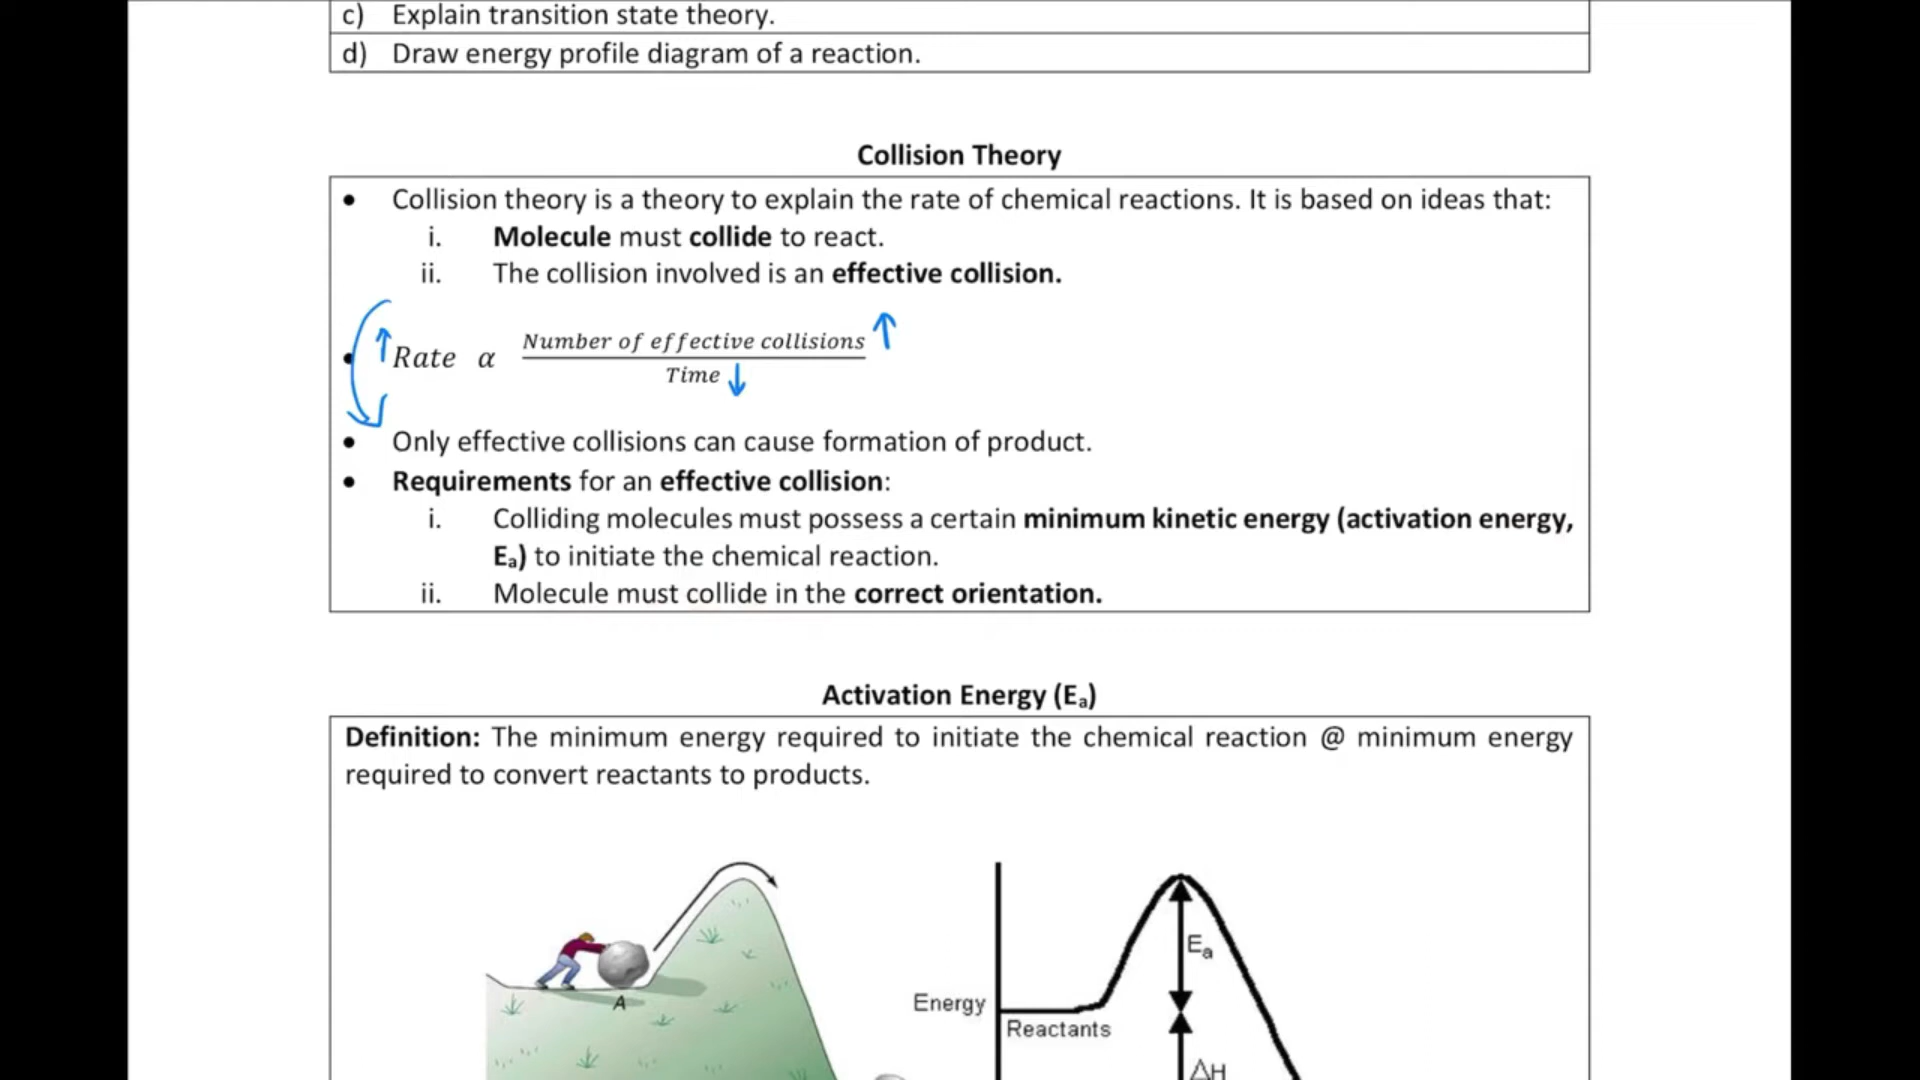 c) Explain transition state theory.
d) Draw energy profile diagram of a reaction.
Collision Theory
• Collision theory is a theory to explain the rate of chemical reactions. It is based on ideas that:
i. Molecule must collide to react.
ii. The collision involved is an effective collision.
• ↑ Rate α Number of effective collisions ↑
Time ↓
• Only effective collisions can cause formation of product.
• Requirements for an effective collision:
i. Colliding molecules must possess a certain minimum kinetic energy (activation energy,
Eₐ) to initiate the chemical reaction.
ii. Molecule must collide in the correct orientation.
Activation Energy (Eₐ)
Definition: The minimum energy required to initiate the chemical reaction @ minimum energy
required to convert reactants to products.
A
Energy
Reactants
Eₐ
ΔH